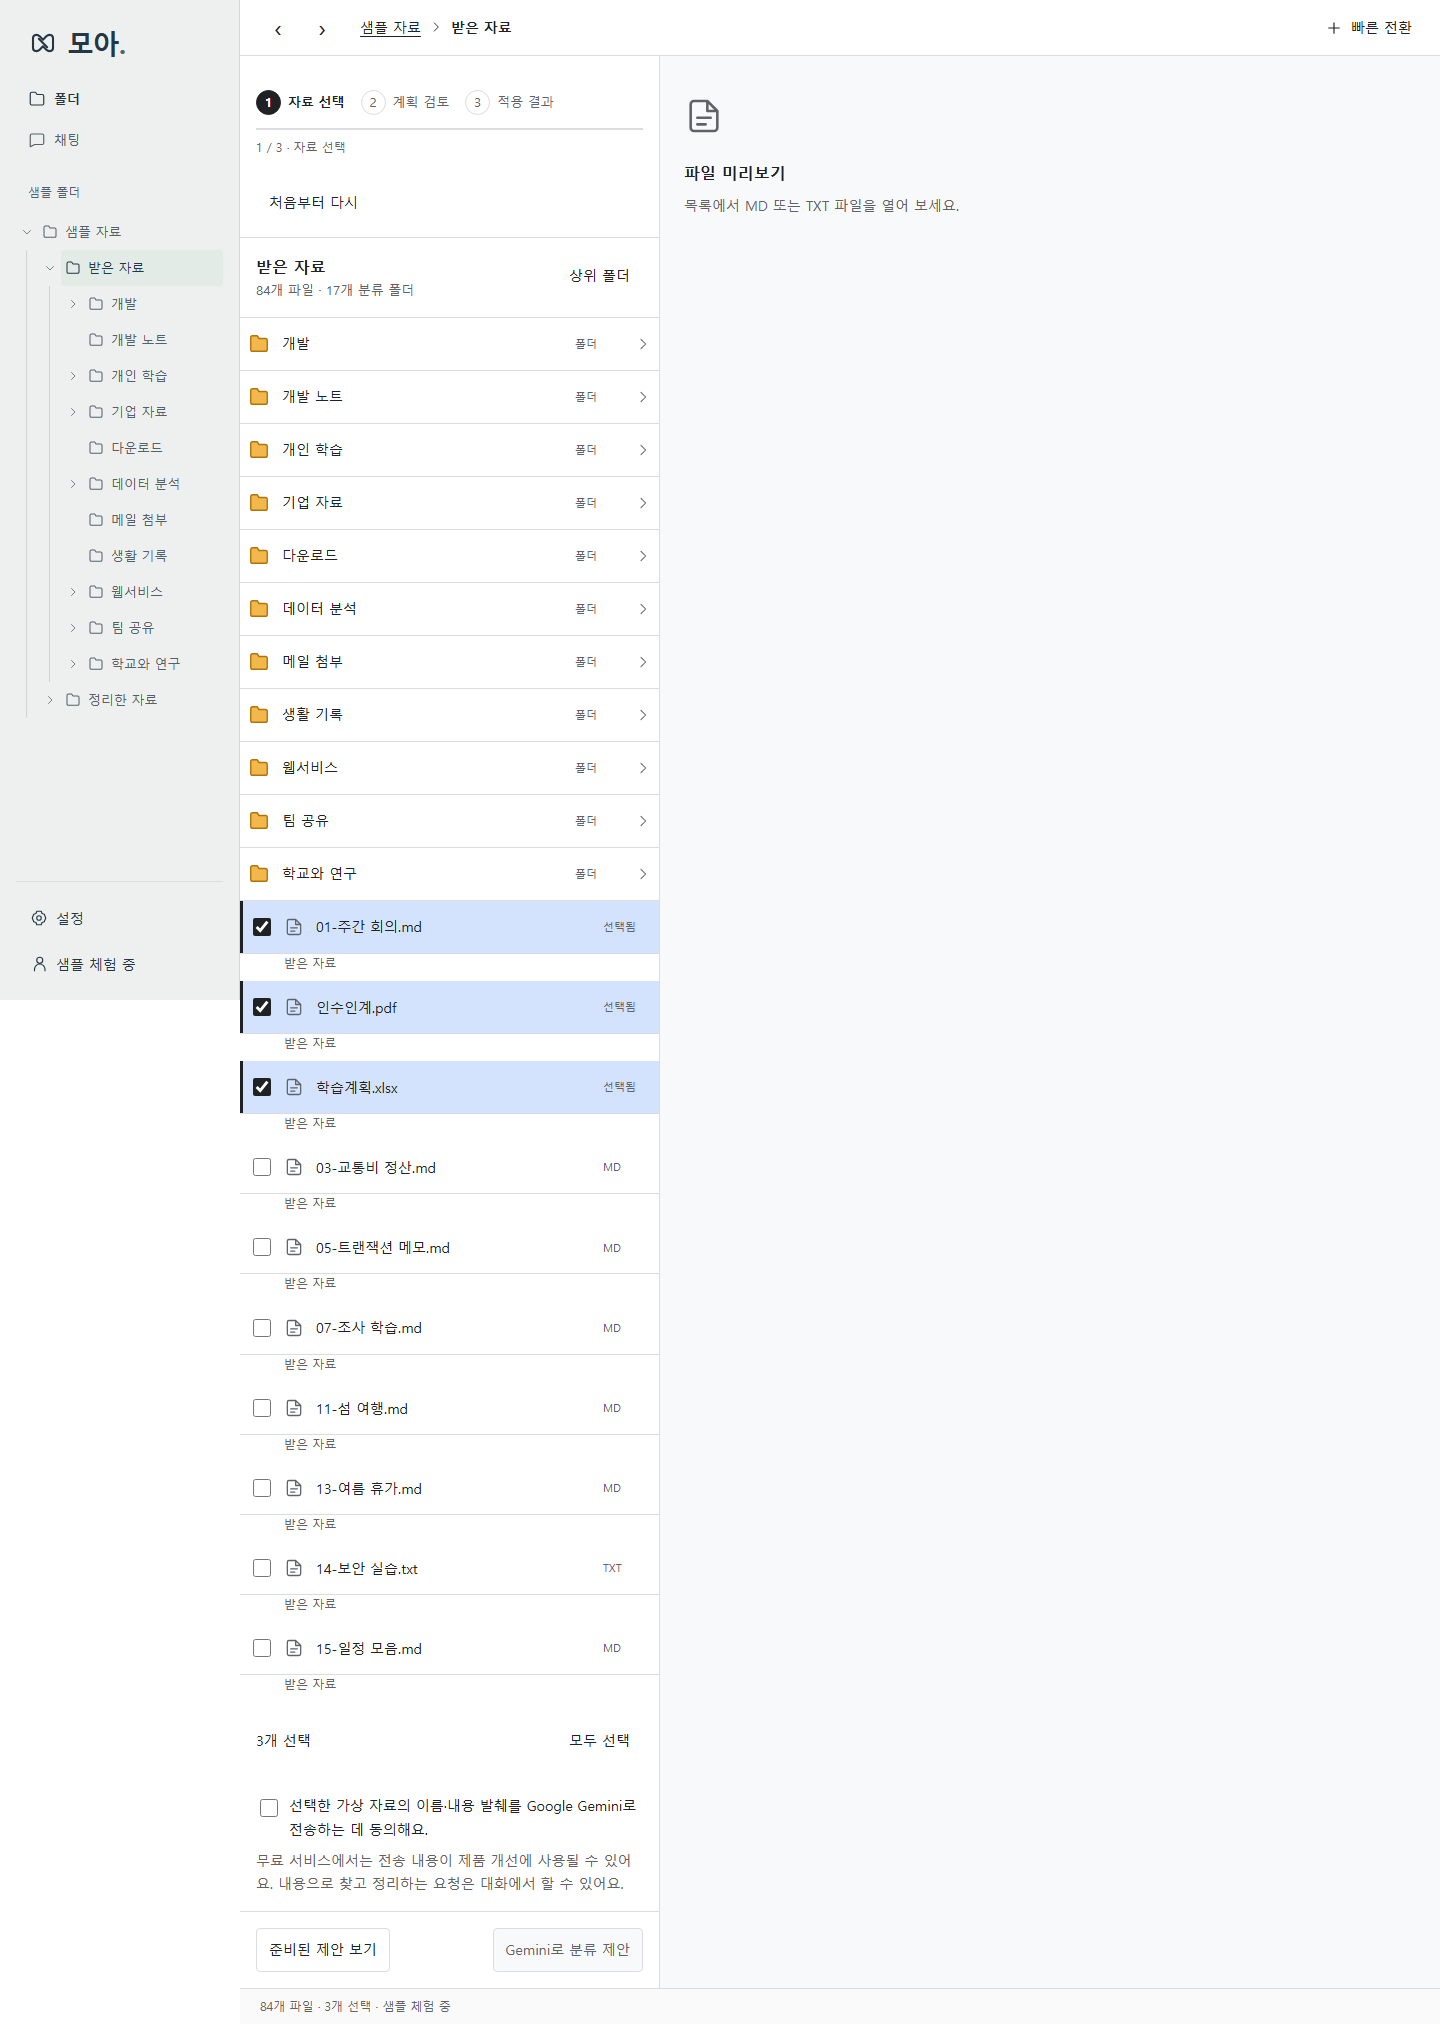 모아.
폴더
채팅
샘플 폴더
샘플 자료
받은 자료
개발
개발 노트
개인 학습
기업 자료
다운로드
데이터 분석
메일 첨부
생활 기록
웹서비스
팀 공유
학교와 연구
정리한 자료
설정
샘플 체험 중
샘플 자료 > 받은 자료
빠른 전환
1 자료 선택 2 계획 검토 3 적용 결과
1 / 3 · 자료 선택
처음부터 다시
받은 자료
84개 파일 · 17개 분류 폴더
상위 폴더
개발 폴더
개발 노트 폴더
개인 학습 폴더
기업 자료 폴더
다운로드 폴더
데이터 분석 폴더
메일 첨부 폴더
생활 기록 폴더
웹서비스 폴더
팀 공유 폴더
학교와 연구 폴더
01-주간 회의.md 선택됨
받은 자료
인수인계.pdf 선택됨
받은 자료
학습계획.xlsx 선택됨
받은 자료
03-교통비 정산.md MD
받은 자료
05-트랜잭션 메모.md MD
받은 자료
07-조사 학습.md MD
받은 자료
11-섬 여행.md MD
받은 자료
13-여름 휴가.md MD
받은 자료
14-보안 실습.txt TXT
받은 자료
15-일정 모음.md MD
받은 자료
3개 선택 모두 선택
선택한 가상 자료의 이름·내용 발췌를 Google Gemini로
전송하는 데 동의해요.
무료 서비스에서는 전송 내용이 제품 개선에 사용될 수 있어
요. 내용으로 찾고 정리하는 요청은 대화에서 할 수 있어요.
준비된 제안 보기 Gemini로 분류 제안
파일 미리보기
목록에서 MD 또는 TXT 파일을 열어 보세요.
84개 파일 · 3개 선택 · 샘플 체험 중